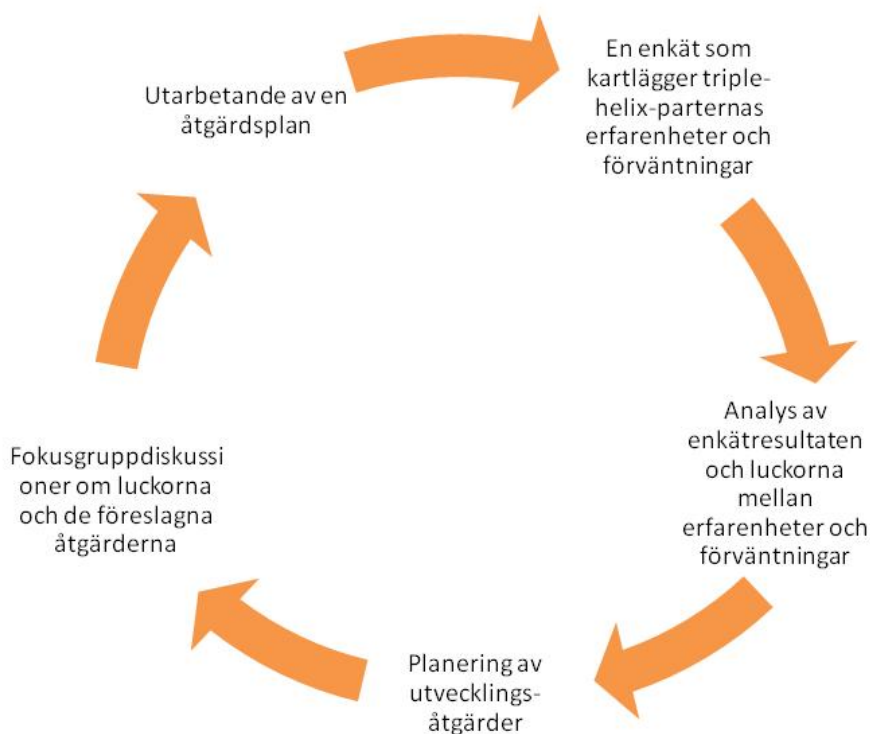 Utarbetande av en
åtgärdsplan
En enkät som
kartlägger triple-
helix-parternas
erfarenheter och
förväntningar
Analys av
enkätresultaten
och luckorna
mellan
erfarenheter och
förväntningar
Planering av
utvecklings-
åtgärder
Fokusgruppdiskussi
oner om luckorna
och de föreslagna
åtgärderna